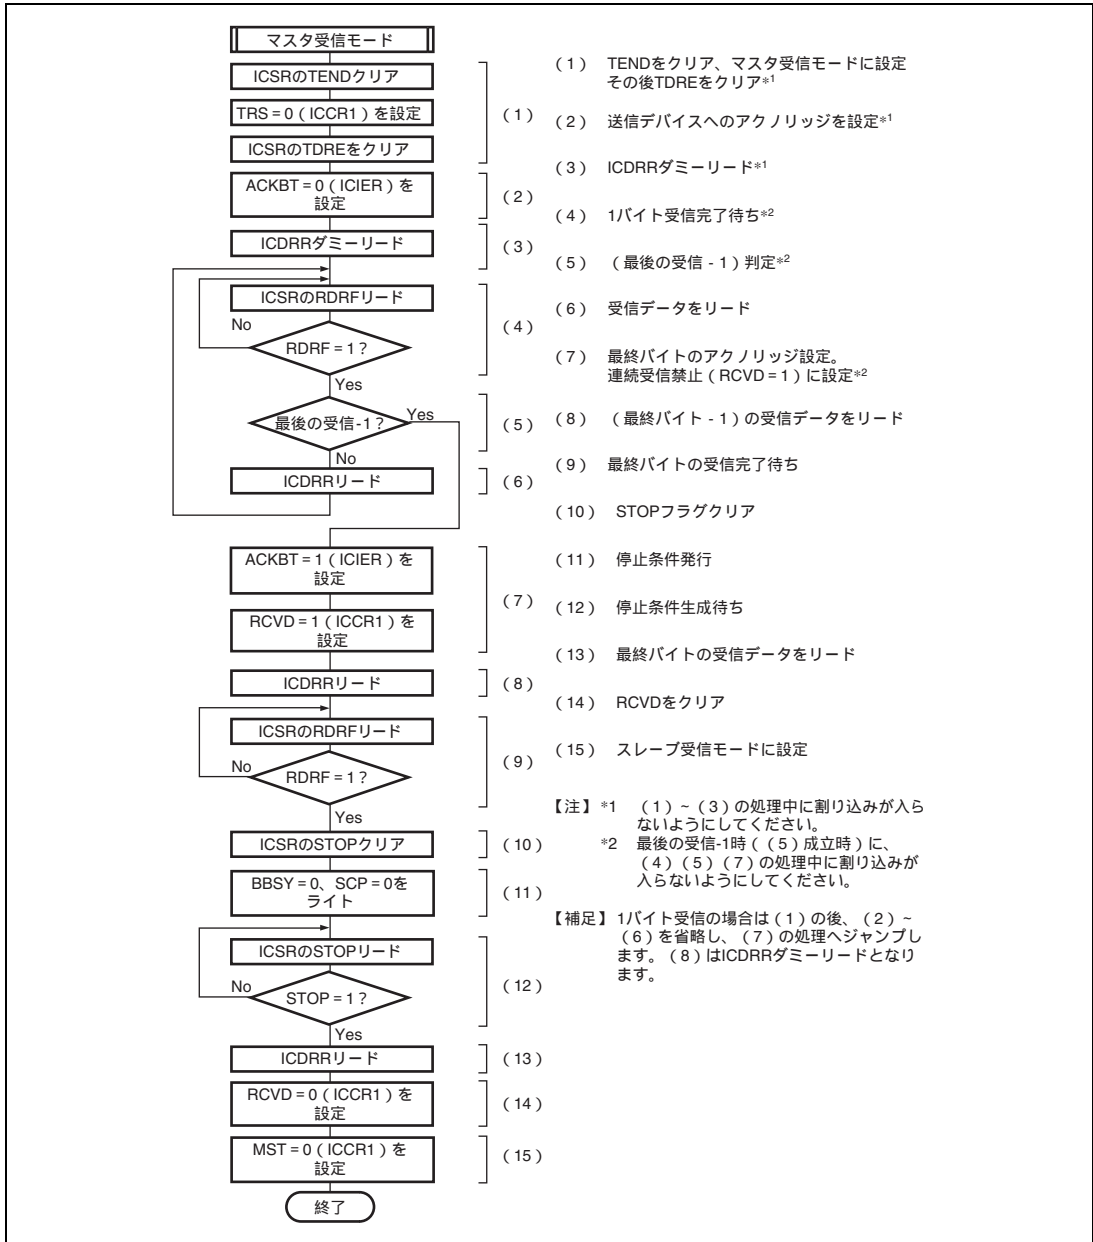 マスタ受信モード
ICSRのTENDクリア
TRS = 0 ( ICCR1 ) を設定
ICSRのTDREをクリア
( 1 )
ACKBT = 0 ( ICIER ) を
設定
( 2 )
ICDRRダミーリード
( 3 )
ICSRのRDRFリード
No
RDRF = 1 ?
( 4 )
Yes
最後の受信-1 ?
Yes
( 5 )
No
ICDRRリード
( 6 )
ACKBT = 1 ( ICIER ) を
設定
( 7 )
RCVD = 1 ( ICCR1 ) を
設定
ICDRRリード
( 8 )
ICSRのRDRFリード
No
RDRF = 1 ?
( 9 )
Yes
ICSRのSTOPクリア
( 10 )
BBSY = 0、SCP = 0を
ライト
( 11 )
ICSRのSTOPリード
No
STOP = 1 ?
( 12 )
Yes
ICDRRリード
( 13 )
RCVD = 0 ( ICCR1 ) を
設定
( 14 )
MST = 0 ( ICCR1 ) を
設定
( 15 )
終了
( 1 ) TENDをクリア、マスタ受信モードに設定
その後TDREをクリア*1
( 2 ) 送信デバイスへのアクノリッジを設定*1
( 3 ) ICDRRダミーリード*1
( 4 ) 1バイト受信完了待ち*2
( 5 ) ( 最後の受信 - 1 ) 判定*2
( 6 ) 受信データをリード
( 7 ) 最終バイトのアクノリッジ設定。
連続受信禁止 ( RCVD = 1 ) に設定*2
( 8 ) ( 最終バイト - 1 ) の受信データをリード
( 9 ) 最終バイトの受信完了待ち
( 10 ) STOPフラグクリア
( 11 ) 停止条件発行
( 12 ) 停止条件生成待ち
( 13 ) 最終バイトの受信データをリード
( 14 ) RCVDをクリア
( 15 ) スレーブ受信モードに設定
【注】 *1 ( 1 ) ~ ( 3 ) の処理中に割り込みが入ら
ないようにしてください。
*2 最後の受信-1時 ( ( 5 ) 成立時 ) に、
( 4 ) ( 5 ) ( 7 ) の処理中に割り込みが
入らないようにしてください。
【補足】 1バイト受信の場合は ( 1 ) の後、( 2 ) ~
( 6 ) を省略し、( 7 ) の処理へジャンプし
ます。( 8 ) はICDRRダミーリードとなり
ます。